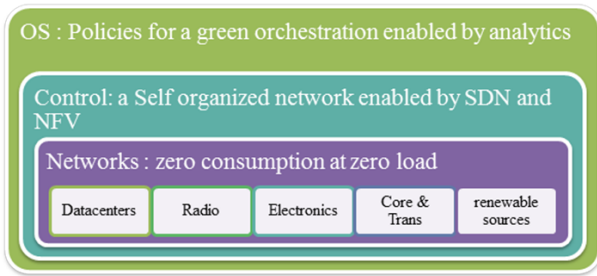 OS : Policies for a green orchestration enabled by analytics
Control: a Self organized network enabled by SDN and
NFV
Networks : zero consumption at zero load
Datacenters
Radio
Electronics
Core &
Trans
renewable
sources